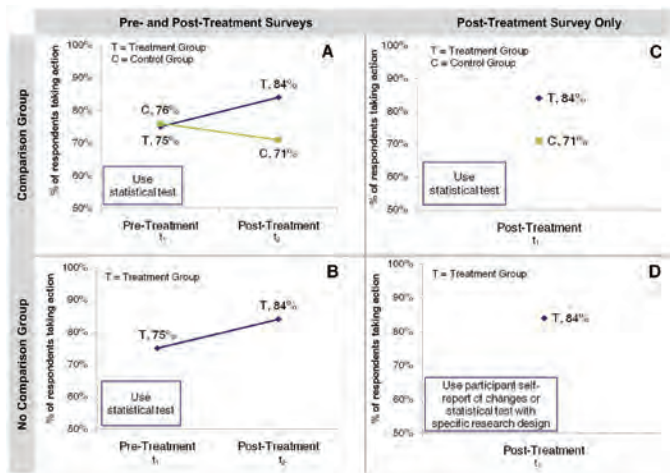 Pre- and Post-Treatment Surveys
Post-Treatment Survey Only
Comparison Group
% of respondents taking action
100%
90%
80%
70%
60%
50%
T = Treatment Group
C = Control Group
A
C, 76%
T, 75%
T, 84%
C, 71%
Use
statistical test
Pre-Treatment
t₁
Post-Treatment
t₂
% of respondents taking action
100%
90%
80%
70%
60%
50%
T = Treatment Group
C = Control Group
C
T, 84%
C, 71%
Use
statistical test
Post-Treatment
t₁
No Comparison Group
% of respondents taking action
100%
90%
80%
70%
60%
50%
T = Treatment Group
B
T, 75%
T, 84%
Use
statistical test
Pre-Treatment
t₁
Post-Treatment
t₂
% of respondents taking action
100%
90%
80%
70%
60%
50%
T = Treatment Group
D
T, 84%
Use participant self-
report of changes or
statistical test with
specific research design
Post-Treatment
t₁